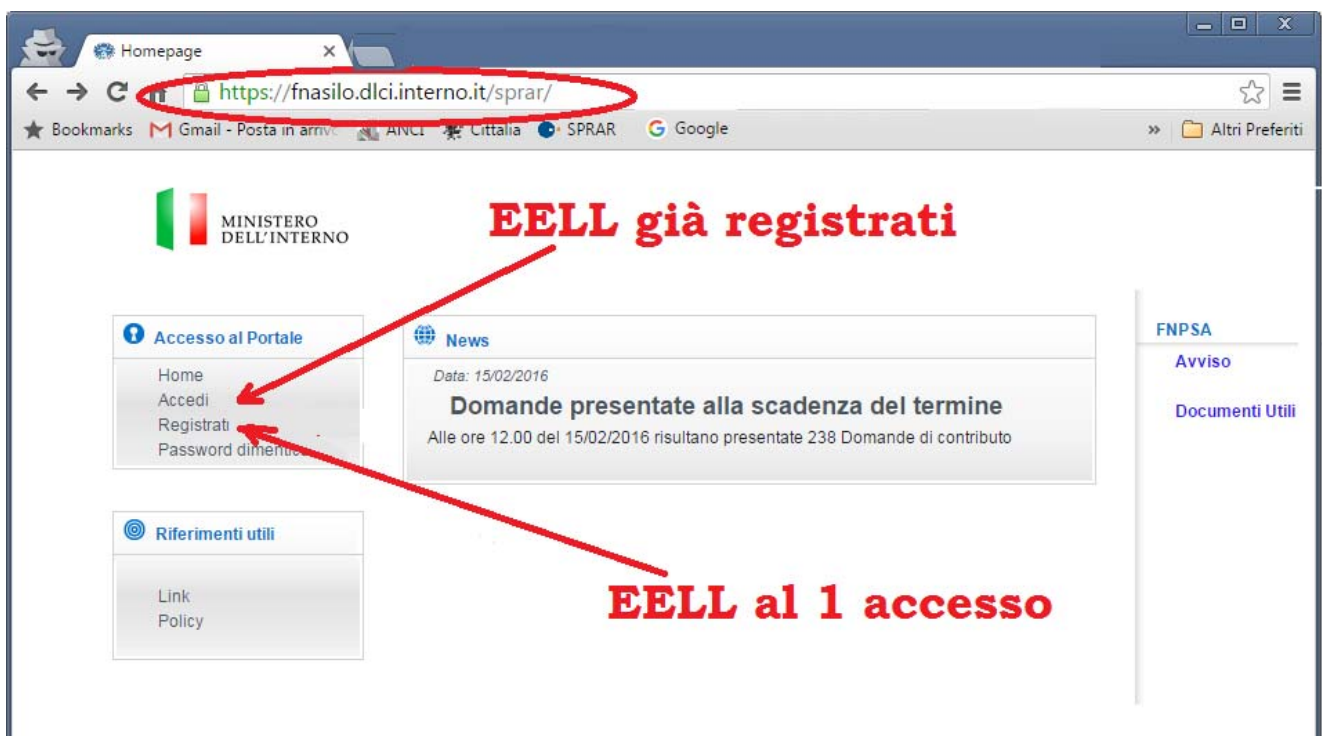 Homepage
https://fnasilo.dlci.interno.it/sprar/
Bookmarks Gmail - Posta in arrivo ANCI Cittalia SPRAR G Google » Altri Preferiti
MINISTERO
DELL'INTERNO
EELL già registrati
Accesso al Portale
Home
Accedi
Registrati
Password
News
Data: 15/02/2016
Domande presentate alla scadenza del termine
Alle ore 12.00 del 15/02/2016 risultano presentate 238 Domande di contributo
FNPSA
Avviso
Documenti Utili
Riferimenti utili
Link
Policy
EELL al 1 accesso